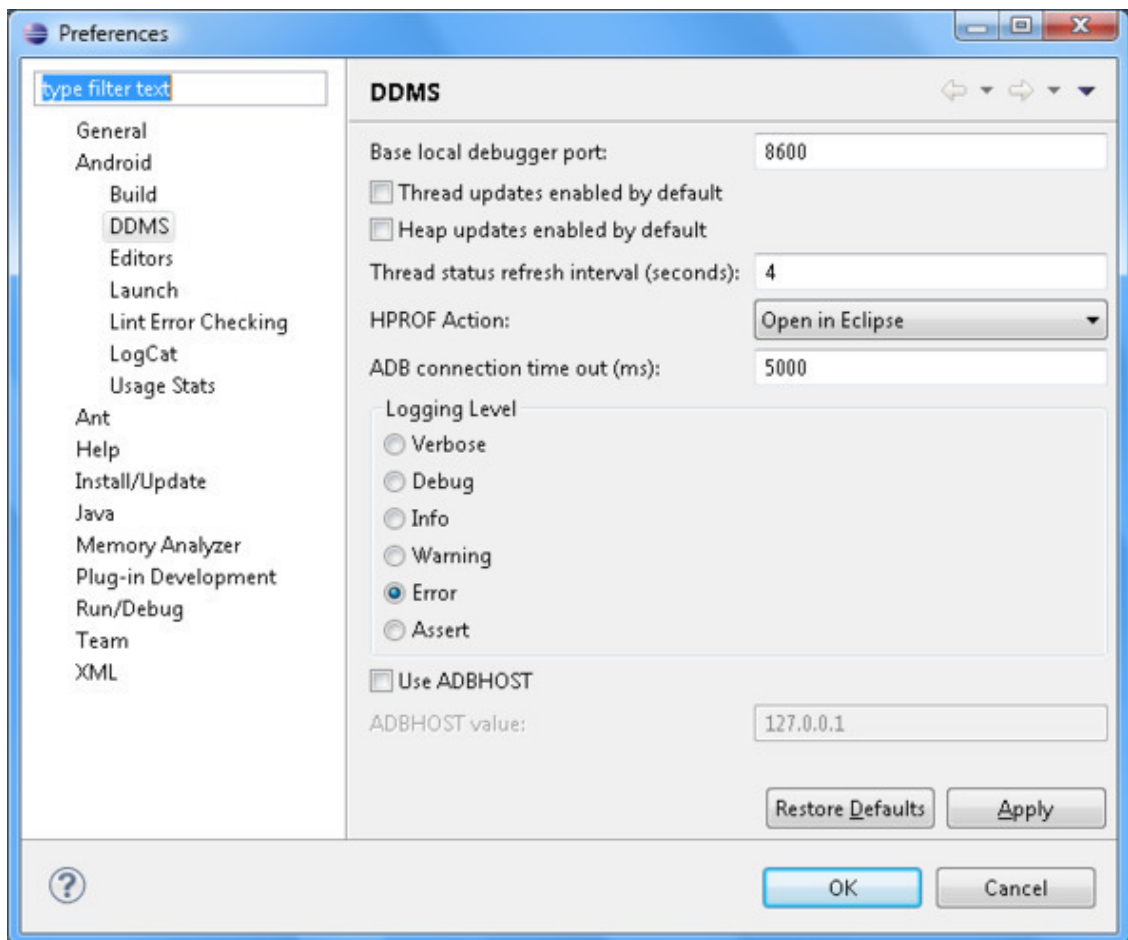 Preferences
type filter text
General
Android
Build
DDMS
Editors
Launch
Lint Error Checking
LogCat
Usage Stats
Ant
Help
Install/Update
Java
Memory Analyzer
Plug-in Development
Run/Debug
Team
XML
DDMS
Base local debugger port: 8600
Thread updates enabled by default
Heap updates enabled by default
Thread status refresh interval (seconds): 4
HPROF Action: Open in Eclipse
ADB connection time out (ms): 5000
Logging Level
Verbose
Debug
Info
Warning
Error
Assert
Use ADBHOST
ADBHOST value: 127.0.0.1
Restore Defaults Apply
? OK Cancel